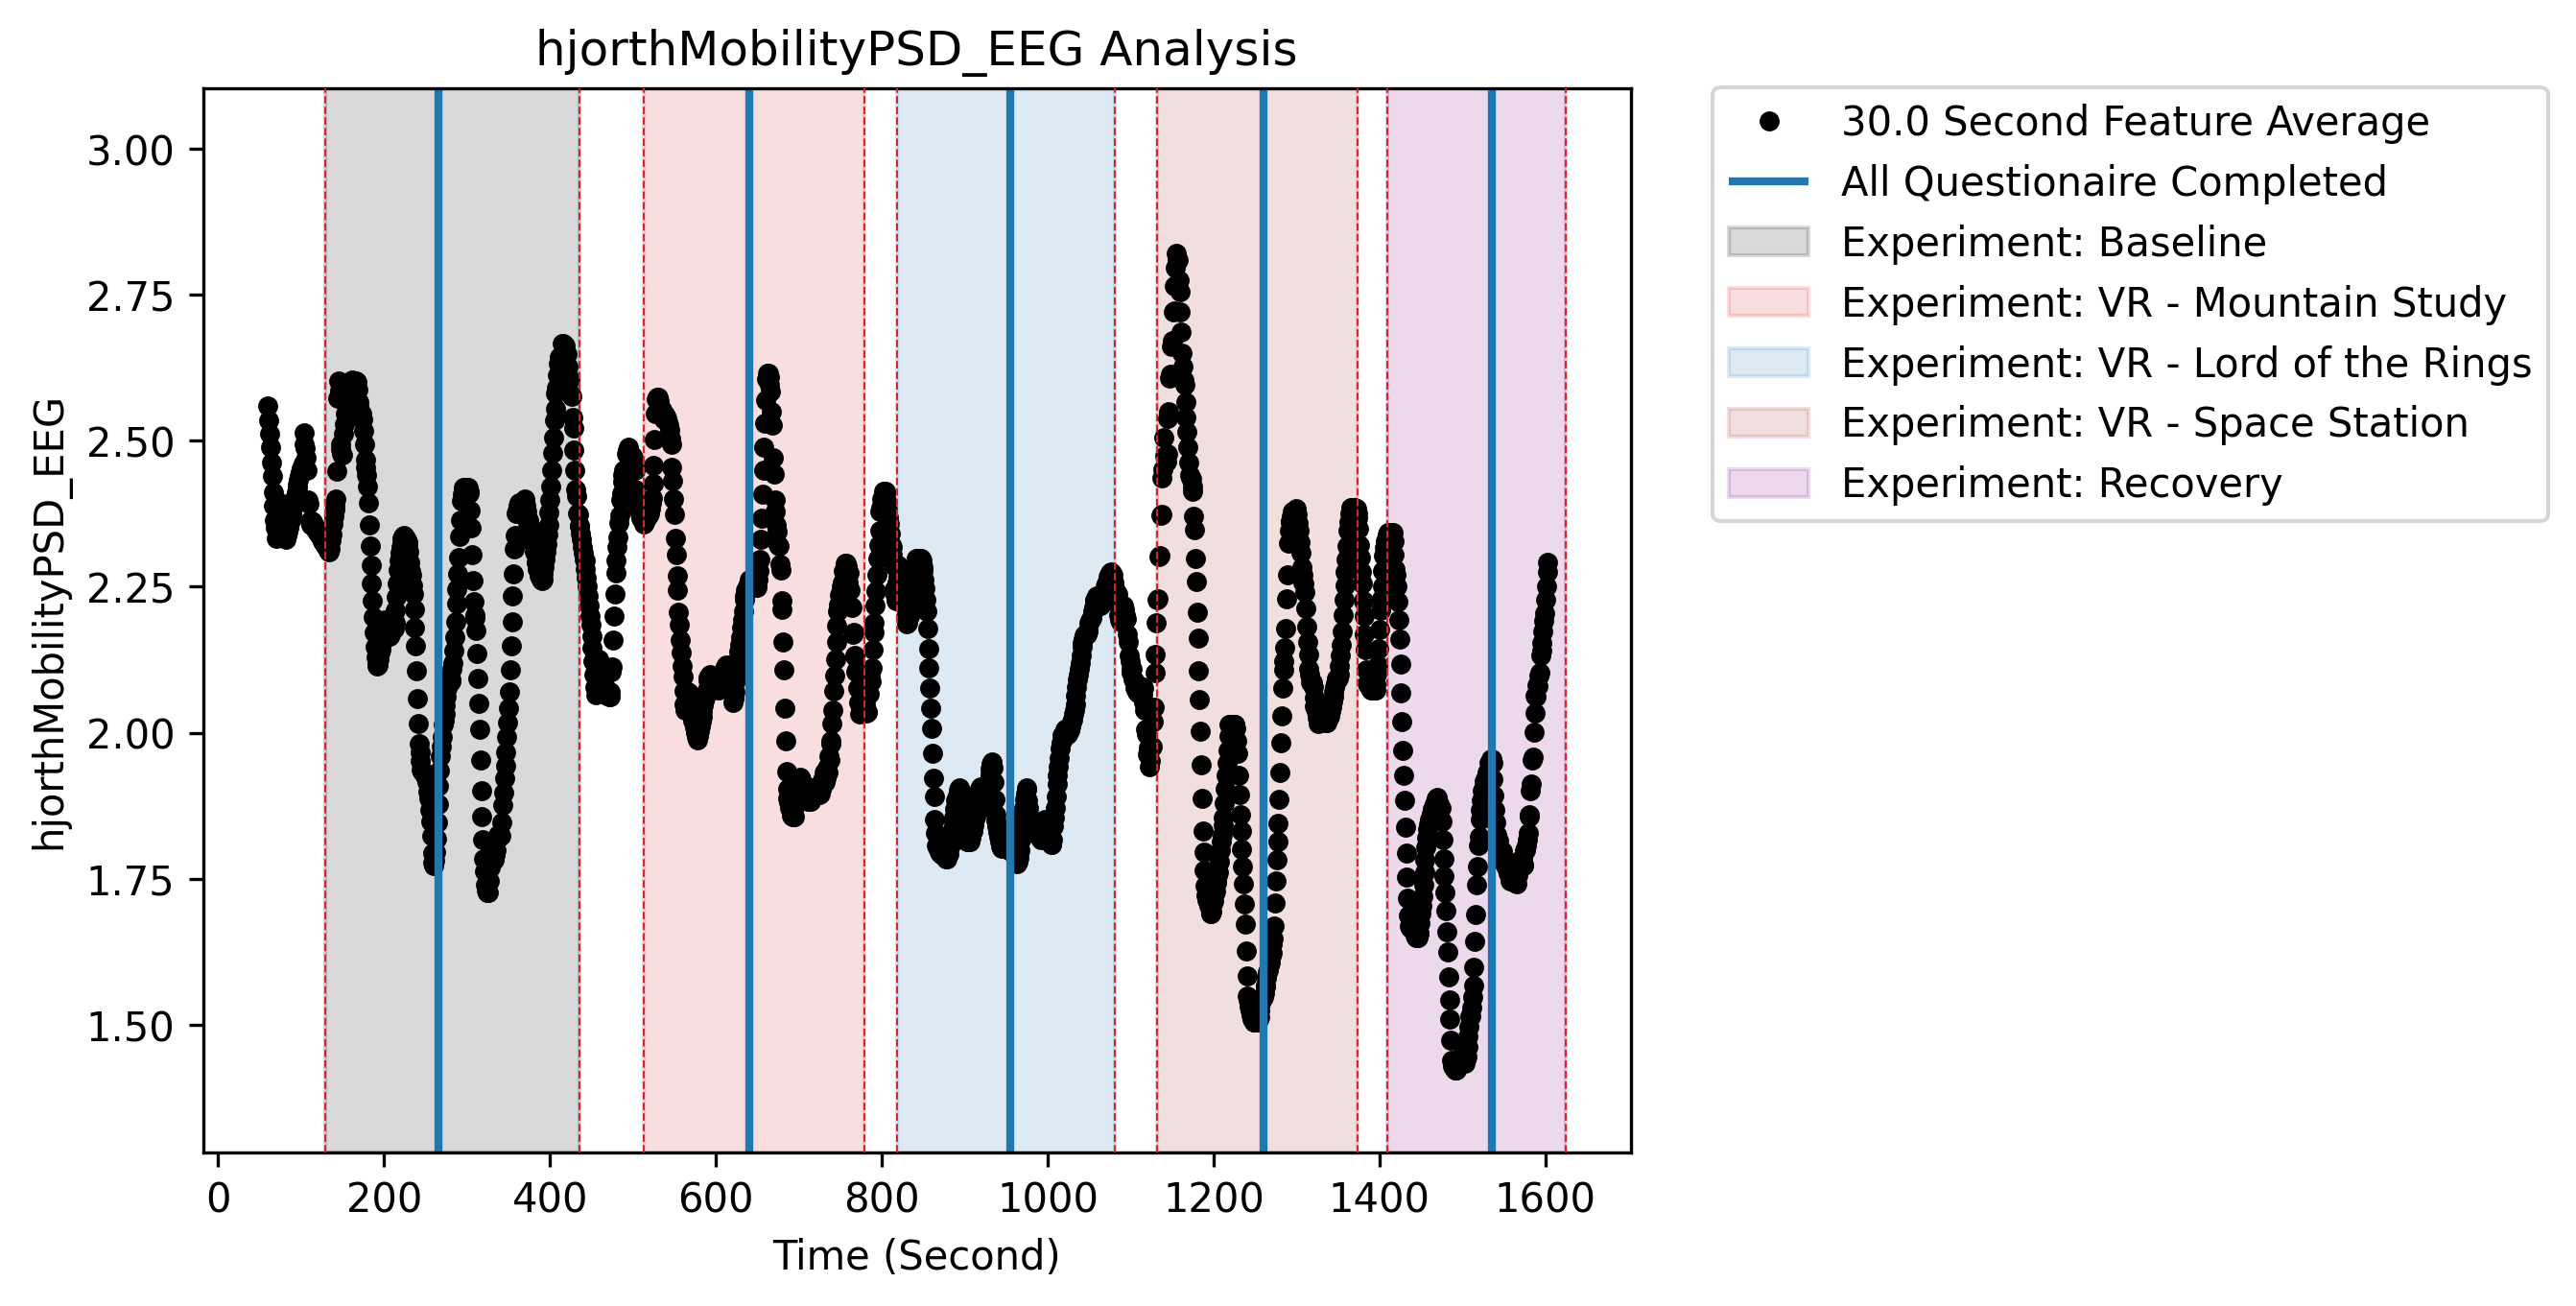 hjorthMobilityPSD_EEG Analysis
hjorthMobilityPSD_EEG
3.00
2.75
2.50
2.25
2.00
1.75
1.50
0 200 400 600 800 1000 1200 1400 1600
Time (Second)
30.0 Second Feature Average
All Questionaire Completed
Experiment: Baseline
Experiment: VR - Mountain Study
Experiment: VR - Lord of the Rings
Experiment: VR - Space Station
Experiment: Recovery